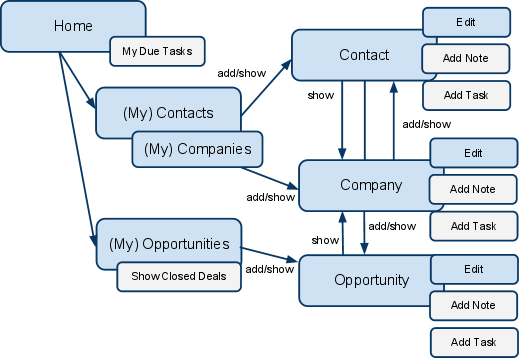 Home
My Due Tasks
Contact
Edit
Add Note
Add Task
add/show
show
add/show
(My) Contacts
(My) Companies
add/show
Company
Edit
Add Note
Add Task
show
add/show
(My) Opportunities
Show Closed Deals
add/show
Opportunity
Edit
Add Note
Add Task